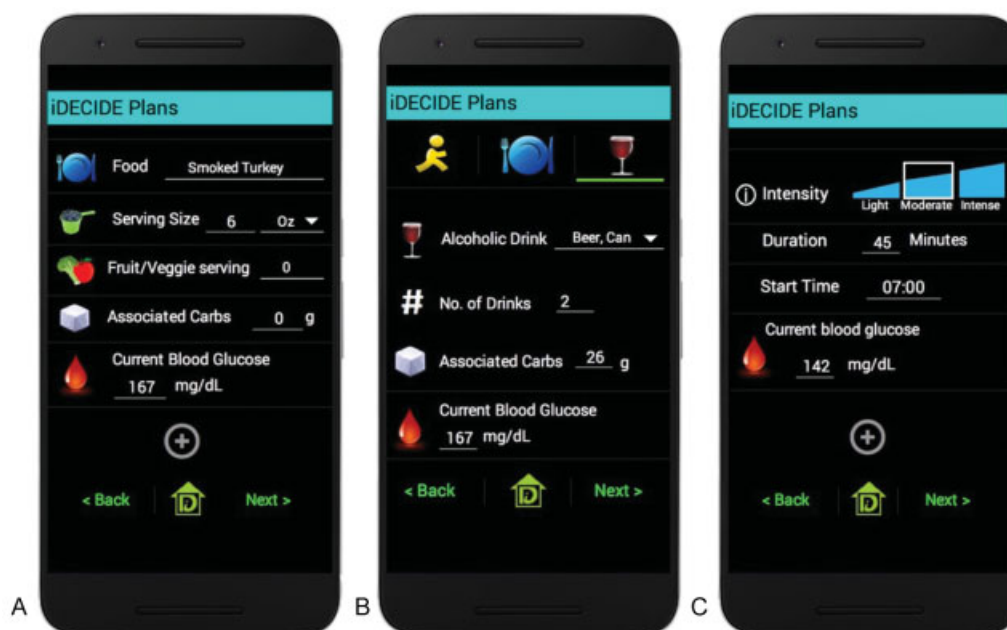 iDECIDE Plans
Food Smoked Turkey
Serving Size 6 Oz
Fruit/Veggie serving 0
Associated Carbs 0 g
Current Blood Glucose
167 mg/dL
< Back iD Next >
A
iDECIDE Plans
Alcoholic Drink Beer, Can
# No. of Drinks 2
Associated Carbs 26 g
Current Blood Glucose
167 mg/dL
< Back iD Next >
B
iDECIDE Plans
i Intensity
Light Moderate Intense
Duration 45 Minutes
Start Time 07:00
Current blood glucose
142 mg/dL
< Back iD Next >
C